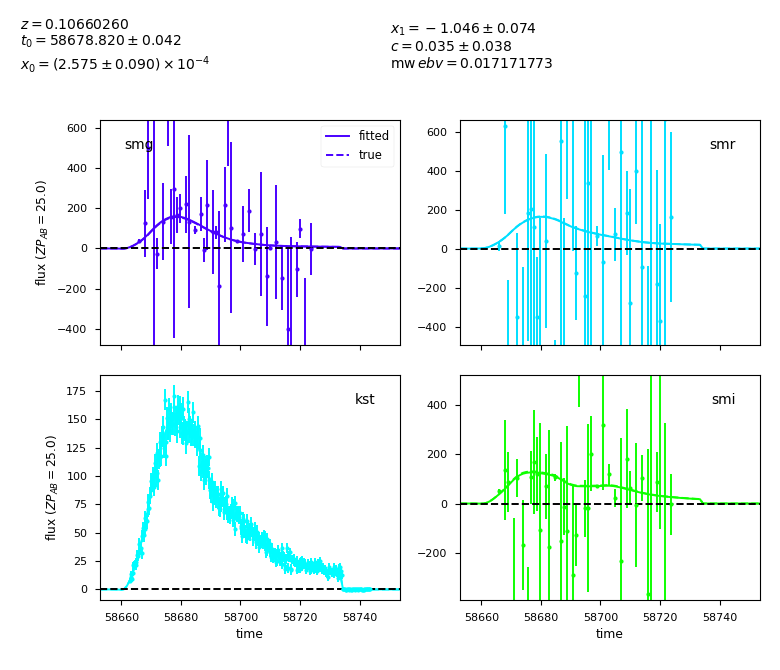 z = 0.10660260
t₀ = 58678.820 ± 0.042
x₀ = (2.575 ± 0.090) × 10⁻⁴
x₁ = −1.046 ± 0.074
c = 0.035 ± 0.038
mw ebv = 0.017171773
smg
fitted
true
600
400
200
0
−200
−400
flux (ZP_AB = 25.0)
smr
600
400
200
0
−200
−400
kst
175
150
125
100
75
50
25
0
flux (ZP_AB = 25.0)
58660 58680 58700 58720 58740
time
smi
400
200
0
−200
58660 58680 58700 58720 58740
time